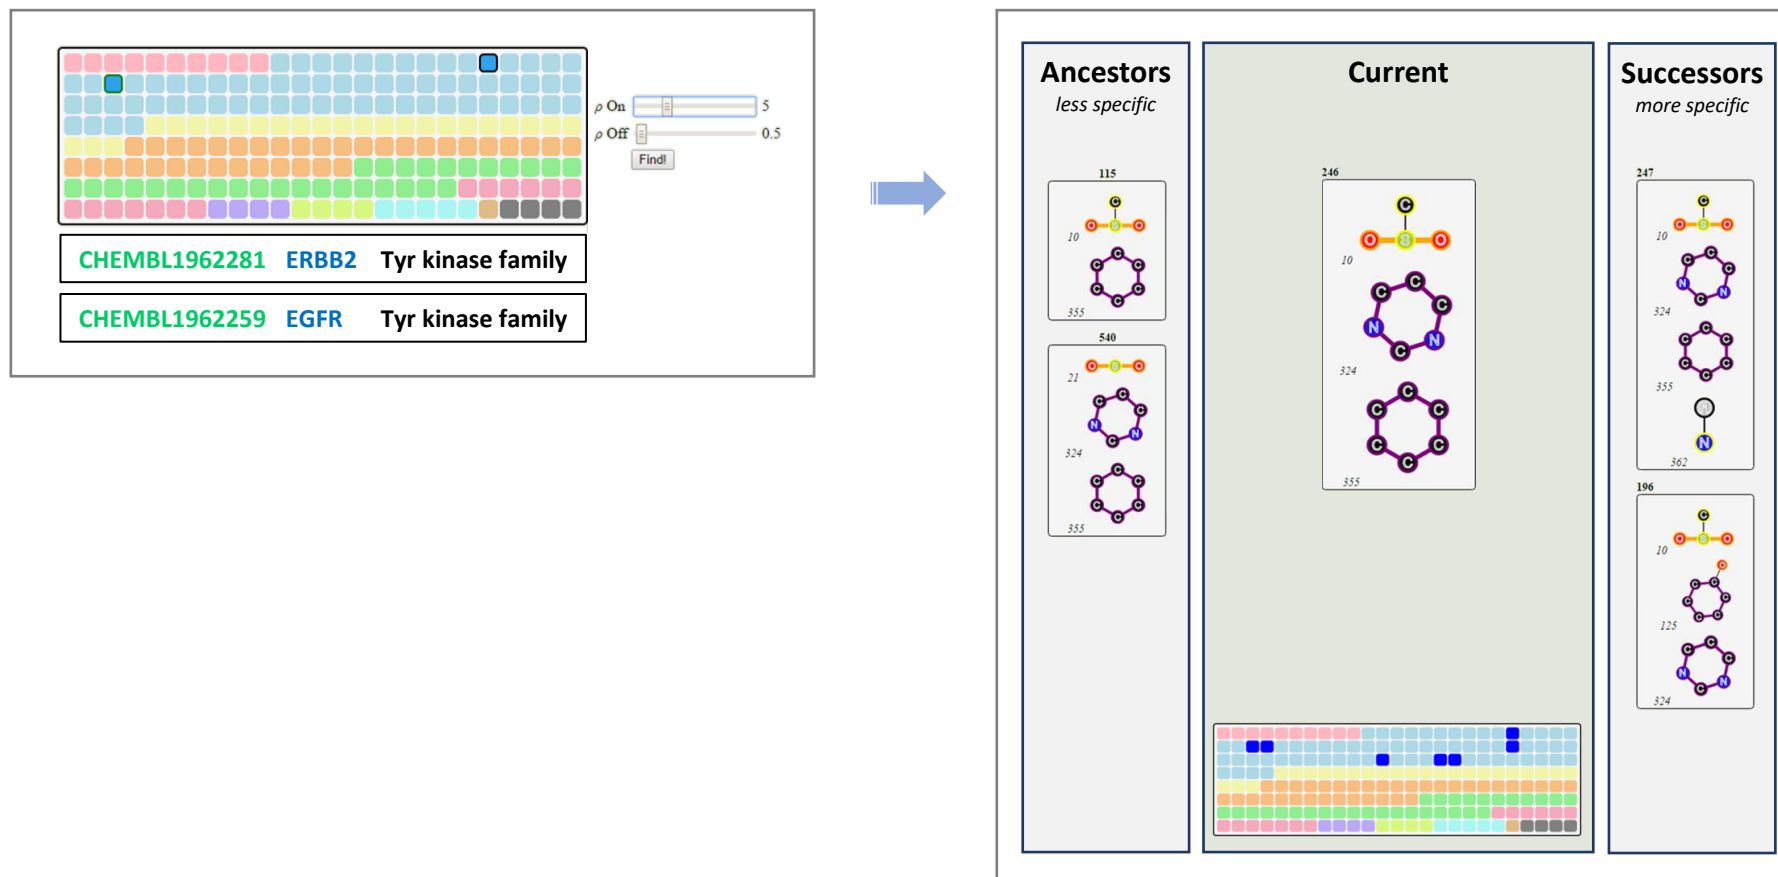 ρ On 5
ρ Off 0.5
Find!
CHEMBL1962281 ERBB2 Tyr kinase family
CHEMBL1962259 EGFR Tyr kinase family
Ancestors
less specific
115
C
O S O
10
C
C C
C C
C
355
540
O S O
21
C
C C
N N
C
324
C
C C
C C
C
355
Current
246
C
O S O
10
C
C C
N N
C
324
C
C C
C C
C
355
Successors
more specific
247
C
O S O
10
C
C C
N N
C
324
C
C C
C C
C
355
N
362
196
C
O S O
10
O
C C
C C
C C
125
C
C C
N N
C
324